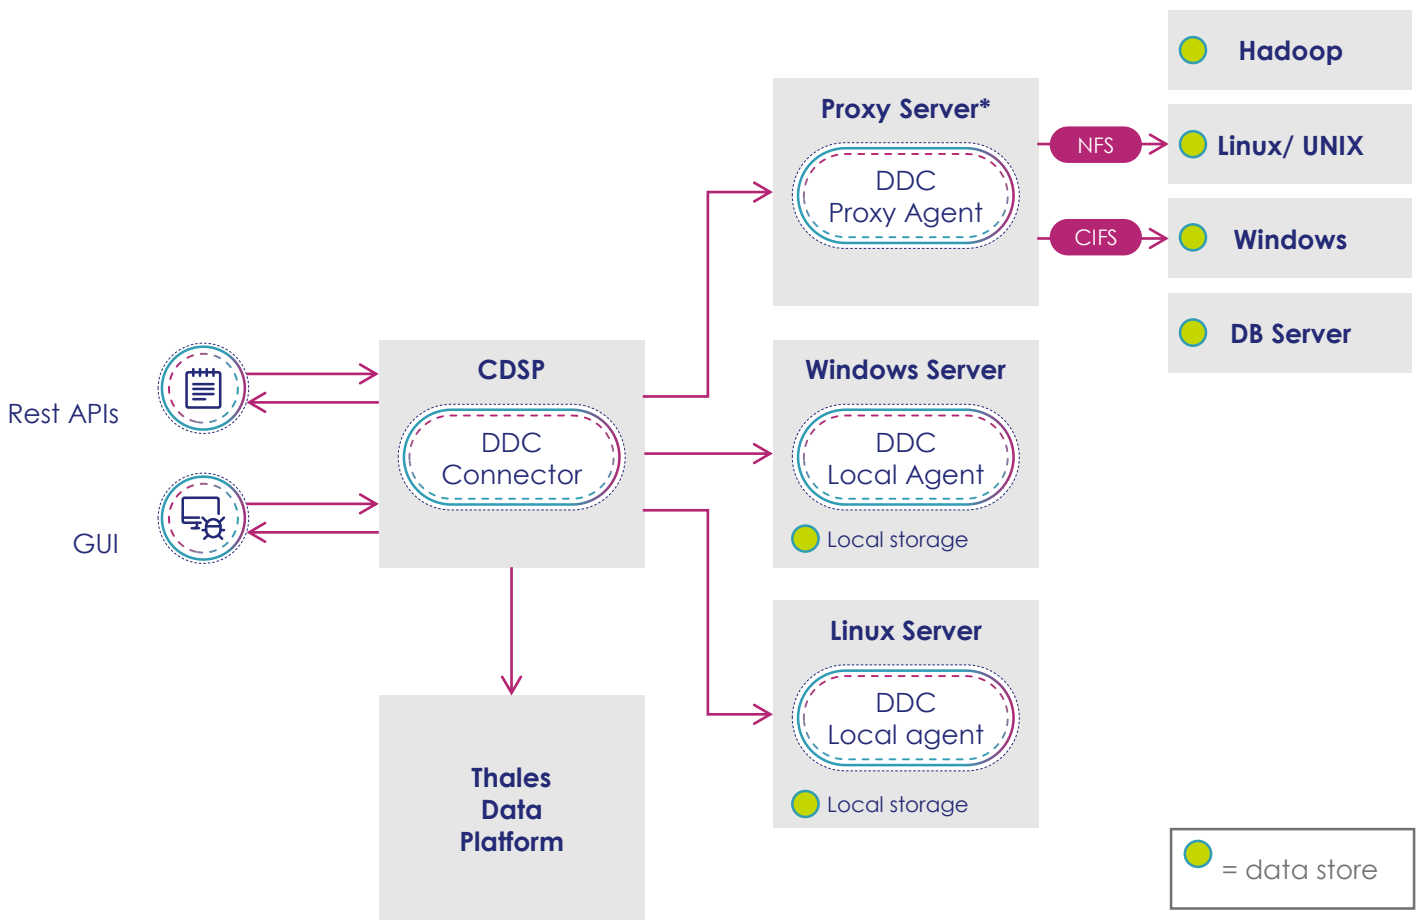 Rest APIs
GUI
CDSP
DDC
Connector
Thales
Data
Platform
Proxy Server*
DDC
Proxy Agent
NFS
CIFS
Windows Server
DDC
Local Agent
Local storage
Linux Server
DDC
Local agent
Local storage
Hadoop
Linux/ UNIX
Windows
DB Server
= data store